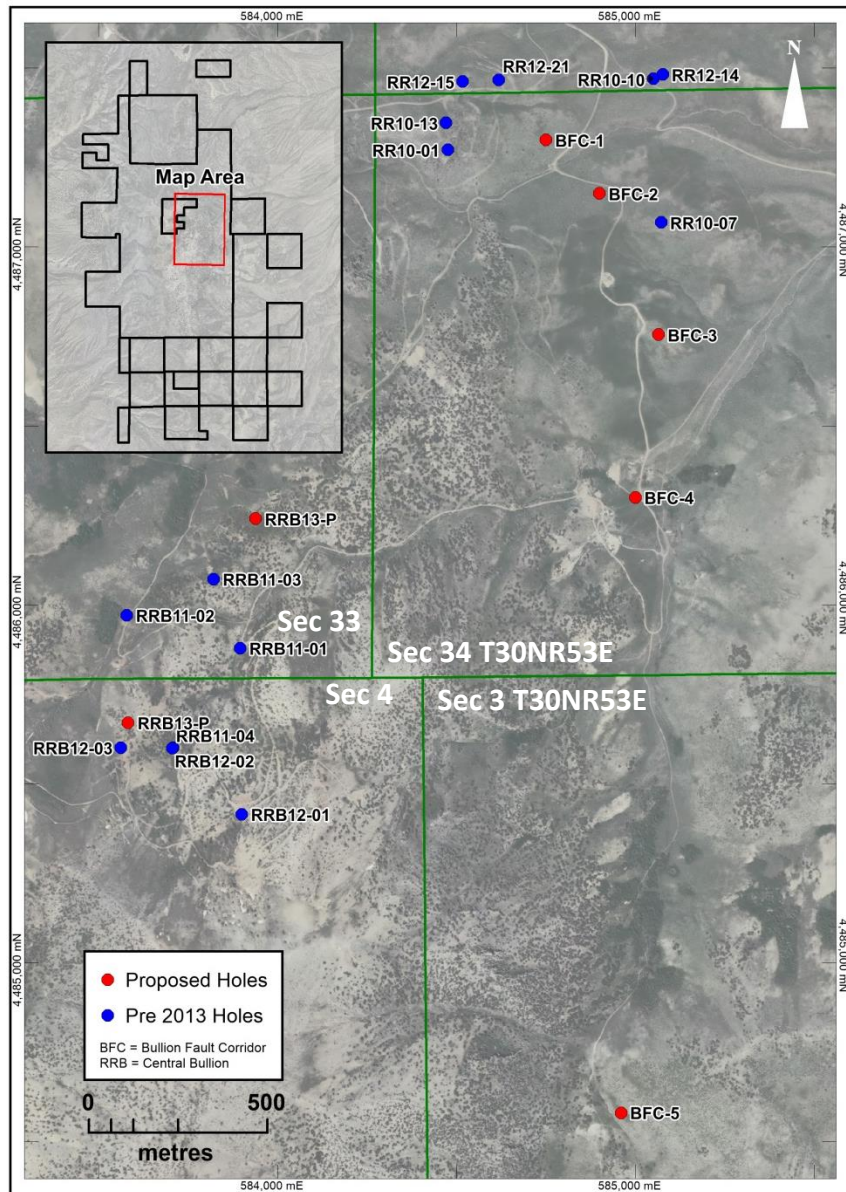 584,000 mE
585,000 mE
N
Map Area
RR12-15
RR12-21
RR10-10
RR12-14
RR10-13
RR10-01
BFC-1
BFC-2
RR10-07
4,487,000 mN
4,487,000 mN
BFC-3
BFC-4
RRB13-P
RRB11-03
RRB11-02
RRB11-01
4,486,000 mN
4,486,000 mN
Sec 33
Sec 34 T30NR53E
Sec 4
Sec 3 T30NR53E
RRB13-P
RRB11-04
RRB12-03
RRB12-02
RRB12-01
4,485,000 mN
4,485,000 mN
Proposed Holes
Pre 2013 Holes
BFC = Bullion Fault Corridor
RRB = Central Bullion
0
500
metres
BFC-5
584,000 mE
585,000 mE